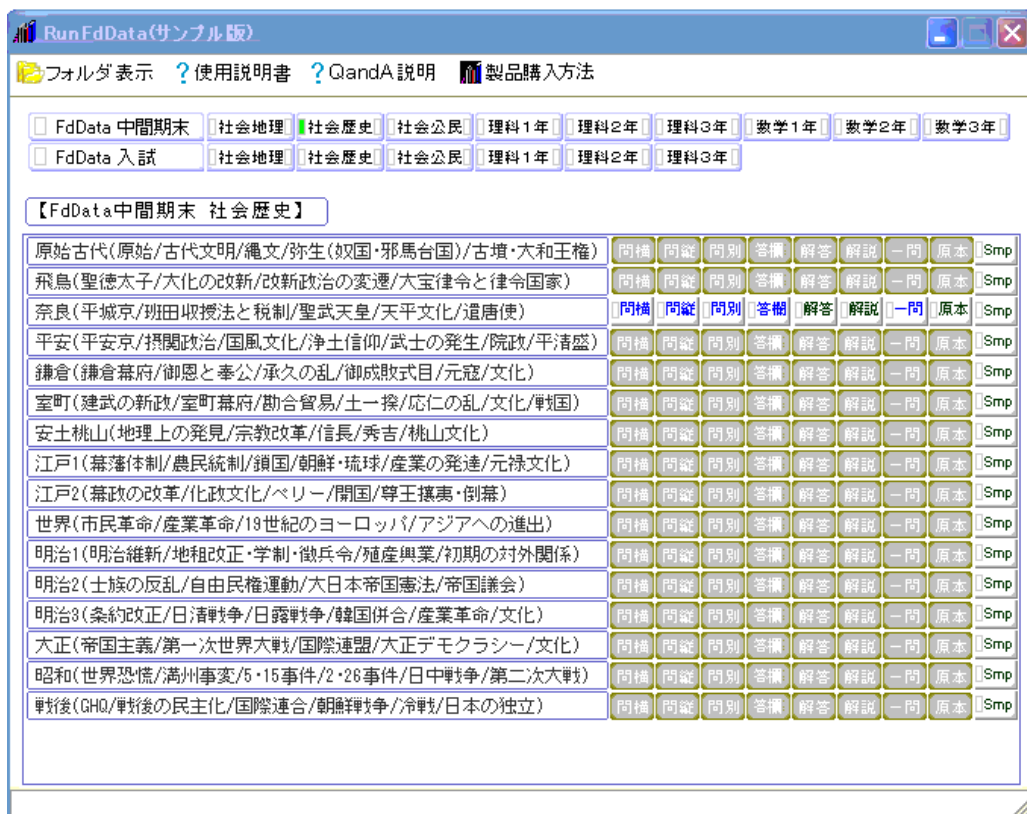 RunFdData(サンプル版)
フォルダ表示 ?使用説明書 ?QandA説明 製品購入方法
FdData 中間期末 社会地理 社会歴史 社会公民 理科1年 理科2年 理科3年 数学1年 数学2年 数学3年
FdData 入試 社会地理 社会歴史 社会公民 理科1年 理科2年 理科3年
【FdData中間期末 社会歴史】
原始古代(原始/古代文明/縄文/弥生(奴国・邪馬台国)/古墳・大和王権) 問横 問縦 問別 答欄 解答 解説 一問 原本 Smp
飛鳥(聖徳太子/大化の改新/改新政治の変遷/大宝律令と律令国家) 問横 問縦 問別 答欄 解答 解説 一問 原本 Smp
奈良(平城京/班田収授法と税制/聖武天皇/天平文化/遣唐使) 問横 問縦 問別 答欄 解答 解説 一問 原本 Smp
平安(平安京/摂関政治/国風文化/浄土信仰/武士の発生/院政/平清盛) 問横 問縦 問別 答欄 解答 解説 一問 原本 Smp
鎌倉(鎌倉幕府/御恩と奉公/承久の乱/御成敗式目/元寇/文化) 問横 問縦 問別 答欄 解答 解説 一問 原本 Smp
室町(建武の新政/室町幕府/勘合貿易/土一揆/応仁の乱/文化/戦国) 問横 問縦 問別 答欄 解答 解説 一問 原本 Smp
安土桃山(地理上の発見/宗教改革/信長/秀吉/桃山文化) 問横 問縦 問別 答欄 解答 解説 一問 原本 Smp
江戸1(幕藩体制/農民統制/鎖国/朝鮮・琉球/産業の発達/元禄文化) 問横 問縦 問別 答欄 解答 解説 一問 原本 Smp
江戸2(幕政の改革/化政文化/ペリー/開国/尊王攘夷・倒幕) 問横 問縦 問別 答欄 解答 解説 一問 原本 Smp
世界(市民革命/産業革命/19世紀のヨーロッパ/アジアへの進出) 問横 問縦 問別 答欄 解答 解説 一問 原本 Smp
明治1(明治維新/地租改正・学制・徴兵令/殖産興業/初期の対外関係) 問横 問縦 問別 答欄 解答 解説 一問 原本 Smp
明治2(士族の反乱/自由民権運動/大日本帝国憲法/帝国議会) 問横 問縦 問別 答欄 解答 解説 一問 原本 Smp
明治3(条約改正/日清戦争/日露戦争/韓国併合/産業革命/文化) 問横 問縦 問別 答欄 解答 解説 一問 原本 Smp
大正(帝国主義/第一次世界大戦/国際連盟/大正デモクラシー/文化) 問横 問縦 問別 答欄 解答 解説 一問 原本 Smp
昭和(世界恐慌/満州事変/5・15事件/2・26事件/日中戦争/第二次大戦) 問横 問縦 問別 答欄 解答 解説 一問 原本 Smp
戦後(GHQ/戦後の民主化/国際連合/朝鮮戦争/冷戦/日本の独立) 問横 問縦 問別 答欄 解答 解説 一問 原本 Smp